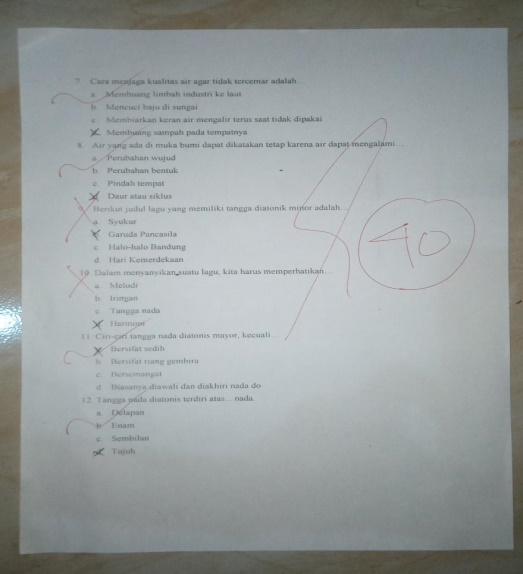 7. Cara menjaga kualitas air agar tidak tercemar adalah...
a. Membuang limbah industri ke laut
b. Mencuci baju di sungai
c. Membiarkan keran air mengalir terus saat tidak dipakai
Membuang sampah pada tempatnya
8. Air yang ada di muka bumi dapat dikatakan tetap karena air dapat mengalami...
a. Perubahan wujud
b. Perubahan bentuk
c. Pindah tempat
Daur atau siklus
9. Berikut judul lagu yang memiliki tangga diatonik minor adalah...
a. Syukur
Garuda Pancasila
c. Halo-halo Bandung
d. Hari Kemerdekaan
10. Dalam menyanyikan suatu lagu, kita harus memperhatikan...
a. Melodi
b. Iringan
c. Tangga nada
Harmoni
11. Ciri-ciri tangga nada diatonis mayor, kecuali...
Bersifat sedih
b. Bersifat riang gembira
c. Bersemangat
d. Biasanya diawali dan diakhiri nada do
12. Tangga nada diatonis terdiri atas... nada.
a. Delapan
b. Enam
c. Sembilan
Tujuh
40